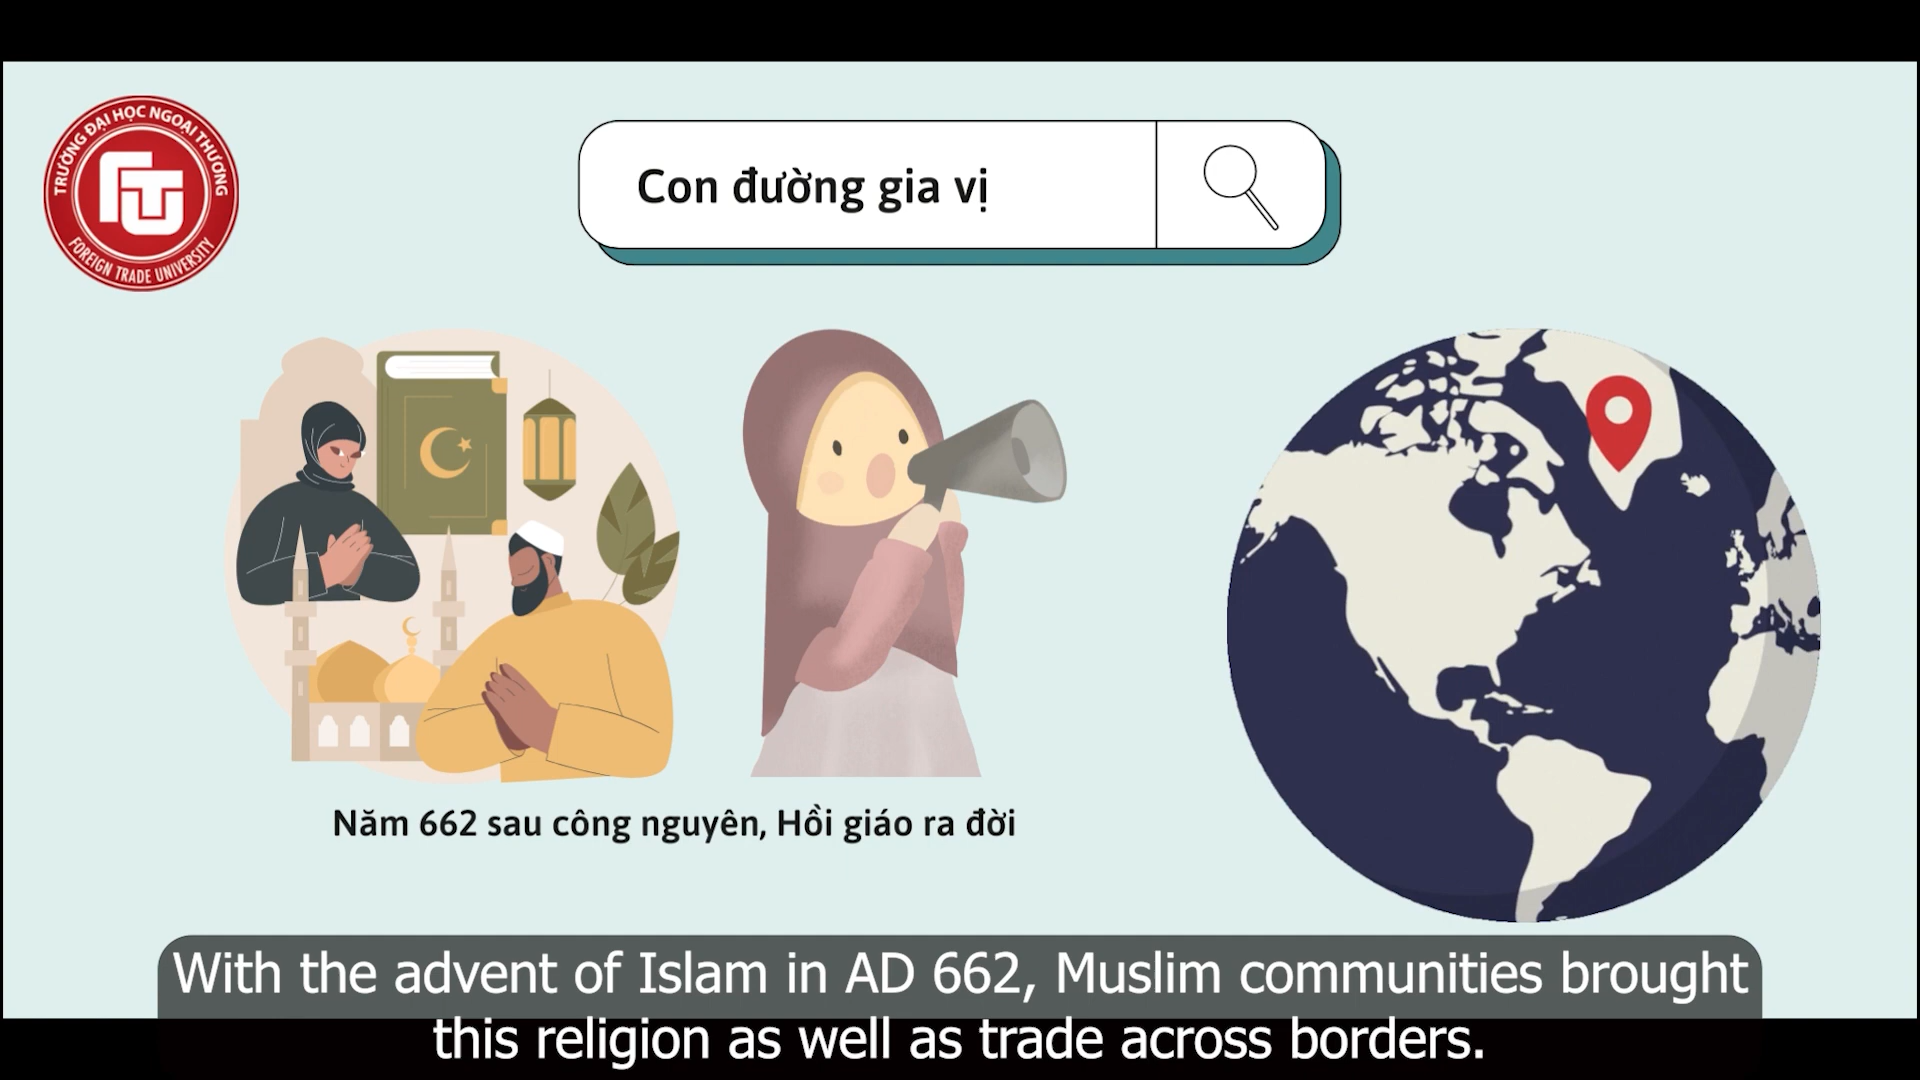 TRƯỜNG ĐẠI HỌC NGOẠI THƯƠNG
FTU
FOREIGN TRADE UNIVERSITY
Con đường gia vị
Năm 662 sau công nguyên, Hồi giáo ra đời
With the advent of Islam in AD 662, Muslim communities brought
this religion as well as trade across borders.